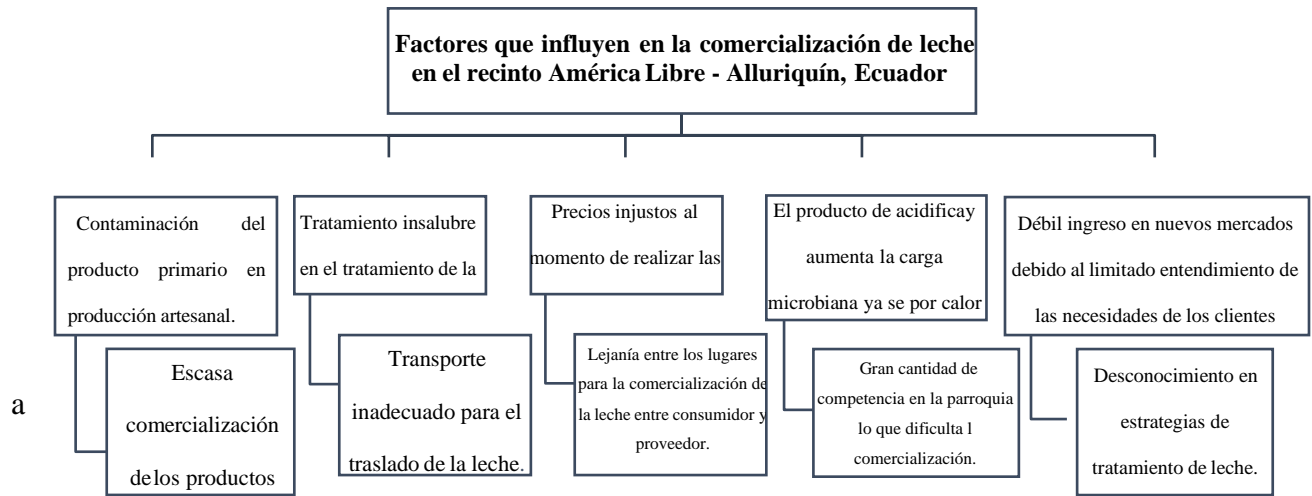 Factores que influyen en la comercialización de leche
en el recinto América Libre - Alluriquín, Ecuador
Contaminación del
producto primario en
producción artesanal.
Escasa
comercialización
de los productos
Tratamiento insalubre
en el tratamiento de la
Transporte
inadecuado para el
traslado de la leche.
Precios injustos al
momento de realizar las
Lejanía entre los lugares
para la comercialización de
la leche entre consumidor y
proveedor.
El producto de acidificay
aumenta la carga
microbiana ya se por calor
Gran cantidad de
competencia en la parroquia
lo que dificulta l
comercialización.
Débil ingreso en nuevos mercados
debido al limitado entendimiento de
las necesidades de los clientes
Desconocimiento en
estrategias de
tratamiento de leche.
a